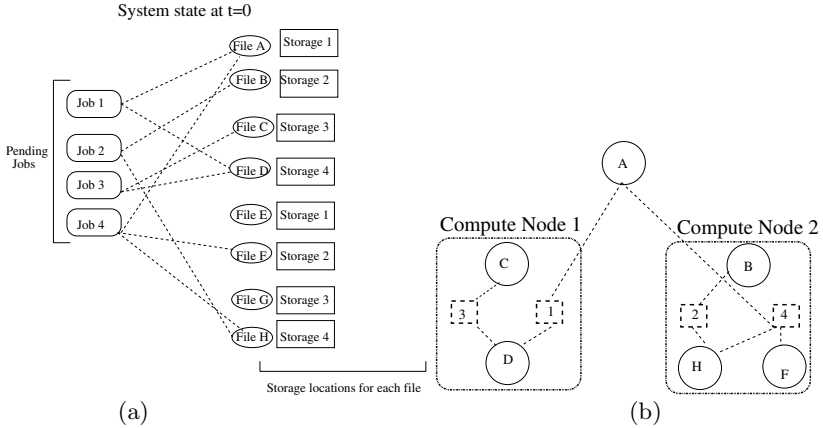 System state at t=0
File A
Storage 1
File B
Storage 2
File C
Storage 3
File D
Storage 4
File E
Storage 1
File F
Storage 2
File G
Storage 3
File H
Storage 4
Pending
Jobs
Job 1
Job 2
Job 3
Job 4
Storage locations for each file
(a)
A
Compute Node 1
C
3
1
D
Compute Node 2
B
2
4
H
F
(b)